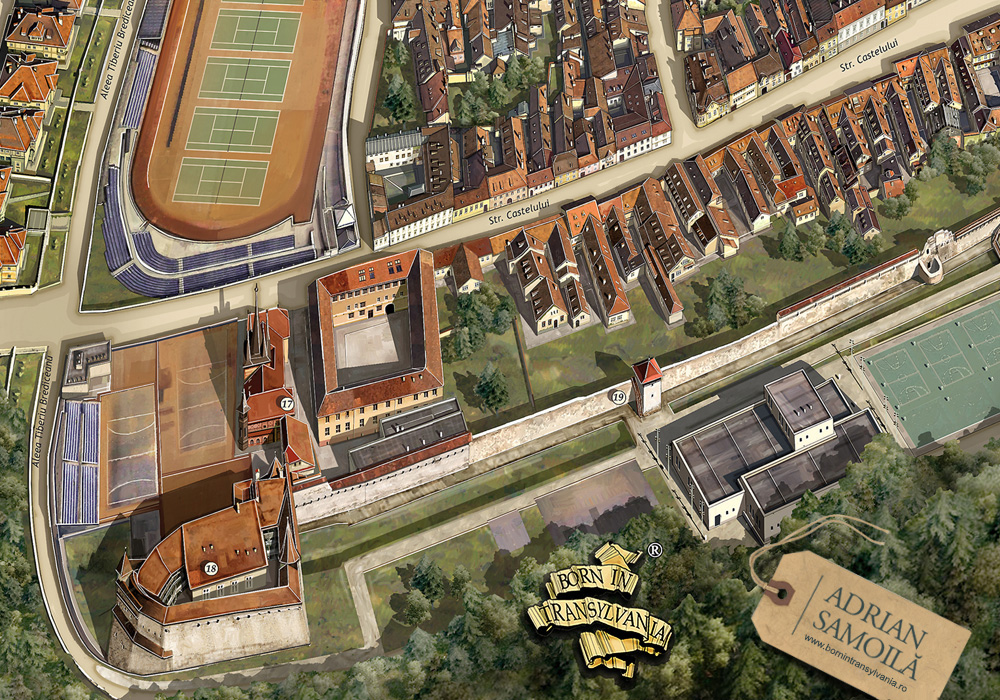 Aleea Tiberiu Brediceanu
Str. Castelului
Str. Castelului
Aleea Tiberiu Brediceanu
17
19
18
BORN IN
TRANSYLVANIA
®
ADRIAN
SAMOILĂ
www.bornintransylvania.ro